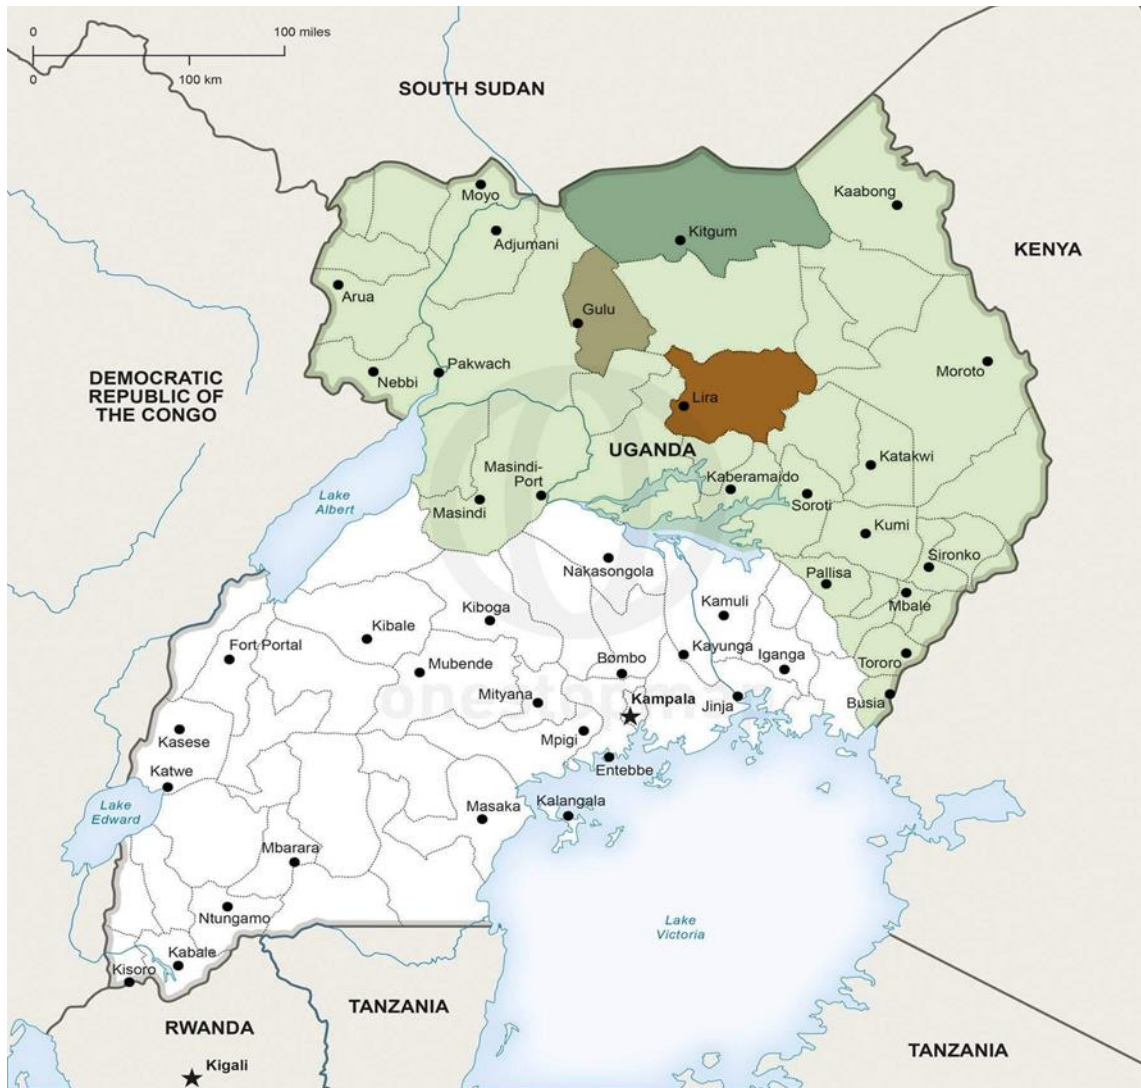 0
100 miles
0
100 km
SOUTH SUDAN
Moyo
Kaabong
Adjumani
Kitgum
KENYA
Arua
Gulu
DEMOCRATIC
REPUBLIC OF
THE CONGO
Nebbi
Pakwach
Moroto
Lira
UGANDA
Lake
Albert
Masindi-
Port
Masindi
Kaberamaido
Katakwi
Soroti
Kumi
Sironko
Nakasongola
Pallisa
Mbale
Kiboga
Kamuli
Kibale
Fort Portal
Mubende
Bombo
Kayunga
Iganga
Tororo
Mityana
Kampala
Jinja
Busia
Kasese
Mpigi
Entebbe
Katwe
Lake
Edward
Masaka
Kalangala
Mbarara
Ntungamo
Lake
Victoria
Kabale
Kisoro
TANZANIA
RWANDA
Kigali
TANZANIA